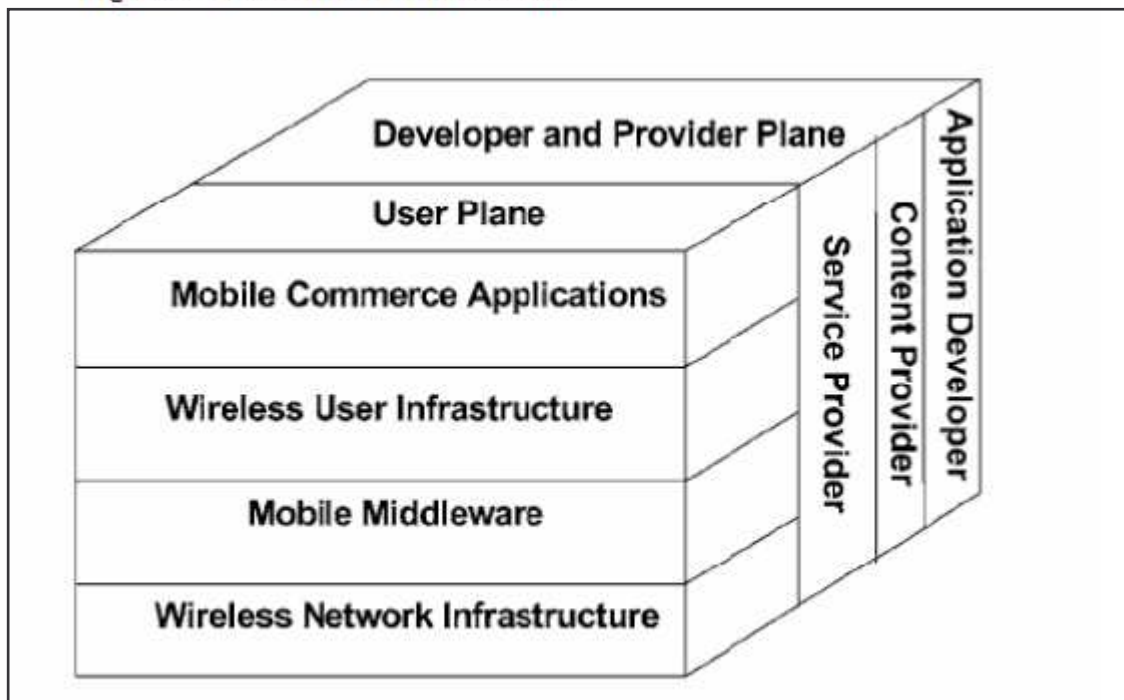 Developer and Provider Plane
User Plane
Mobile Commerce Applications
Wireless User Infrastructure
Mobile Middleware
Wireless Network Infrastructure
Service Provider
Content Provider
Application Developer